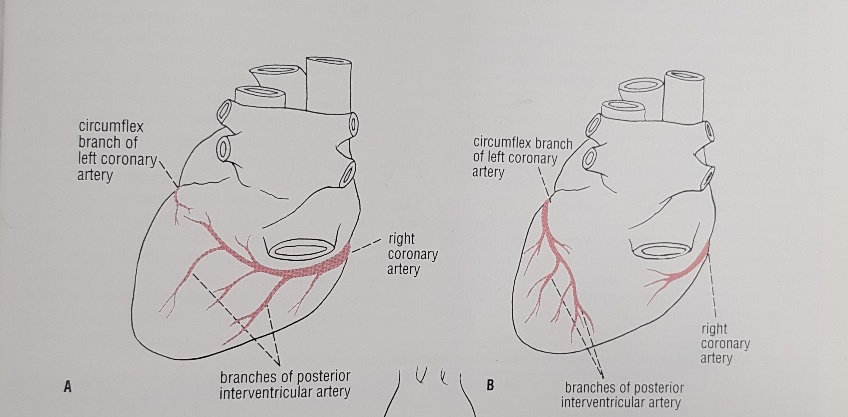 circumflex
branch of
left coronary
artery
right
coronary
artery
branches of posterior
interventricular artery
A
circumflex branch
of left coronary
artery
right
coronary
artery
branches of posterior
interventricular artery
B